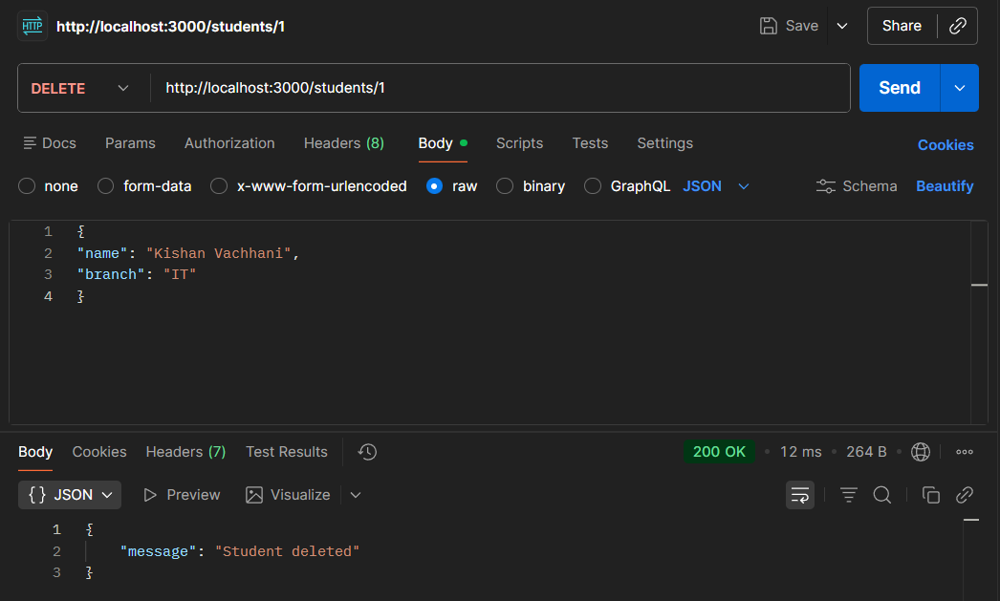 HTTP http://localhost:3000/students/1 Save Share
DELETE http://localhost:3000/students/1 Send
Docs Params Authorization Headers (8) Body Scripts Tests Settings Cookies
none form-data x-www-form-urlencoded raw binary GraphQL JSON Schema Beautify
1 {
2 "name": "Kishan Vachhani",
3 "branch": "IT"
4 }
Body Cookies Headers (7) Test Results 200 OK • 12 ms • 264 B •
{} JSON Preview Visualize
1 {
2 "message": "Student deleted"
3 }